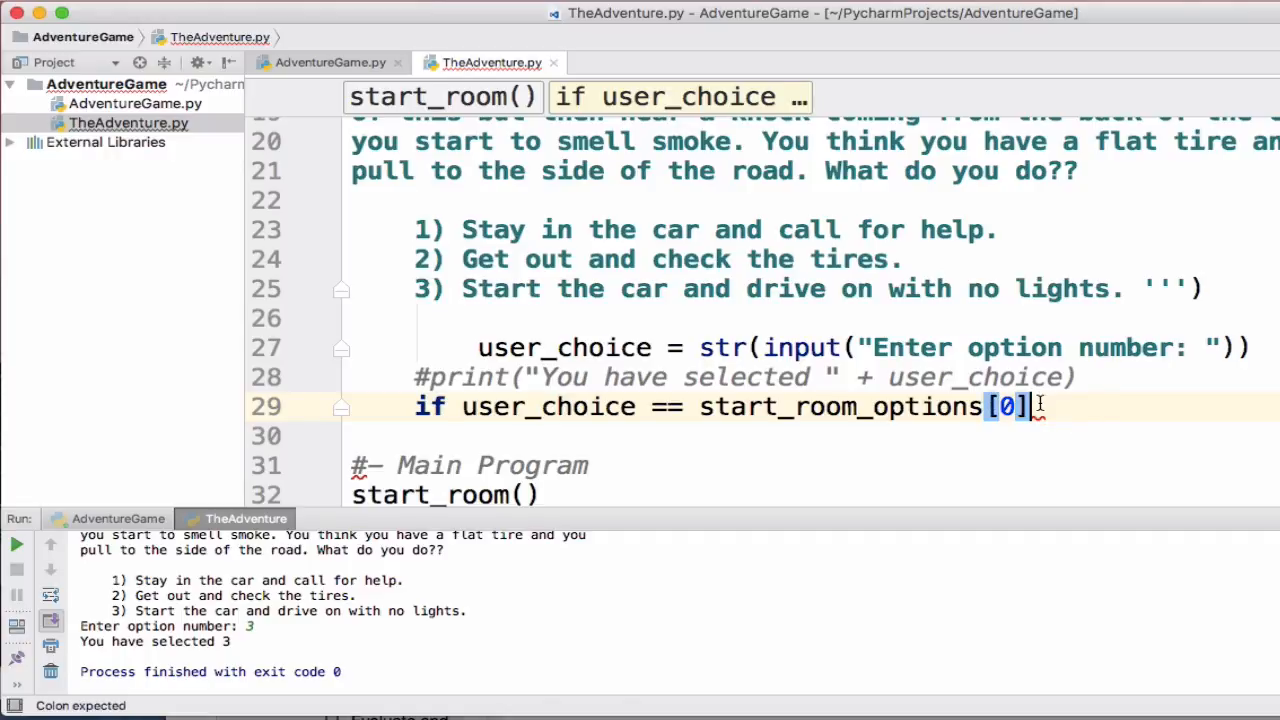 TheAdventure.py - AdventureGame - [~/PycharmProjects/AdventureGame]
AdventureGame TheAdventure.py
Project AdventureGame.py TheAdventure.py
AdventureGame ~/Pycharm
AdventureGame.py
TheAdventure.py
External Libraries
start_room() if user_choice …
20 you start to smell smoke. You think you have a flat tire an
21 pull to the side of the road. What do you do??
22
23 1) Stay in the car and call for help.
24 2) Get out and check the tires.
25 3) Start the car and drive on with no lights. ''')
26
27 user_choice = str(input("Enter option number: "))
28 #print("You have selected " + user_choice)
29 if user_choice == start_room_options[0]
30
31 #– Main Program
32 start_room()
Run: AdventureGame TheAdventure
you start to smell smoke. You think you have a flat tire and you
pull to the side of the road. What do you do??
1) Stay in the car and call for help.
2) Get out and check the tires.
3) Start the car and drive on with no lights.
Enter option number: 3
You have selected 3
Process finished with exit code 0
Colon expected